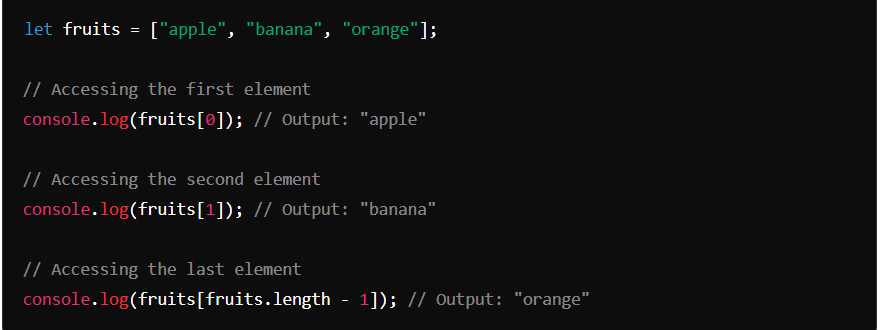 let fruits = ["apple", "banana", "orange"];
// Accessing the first element
console.log(fruits[0]); // Output: "apple"
// Accessing the second element
console.log(fruits[1]); // Output: "banana"
// Accessing the last element
console.log(fruits[fruits.length - 1]); // Output: "orange"